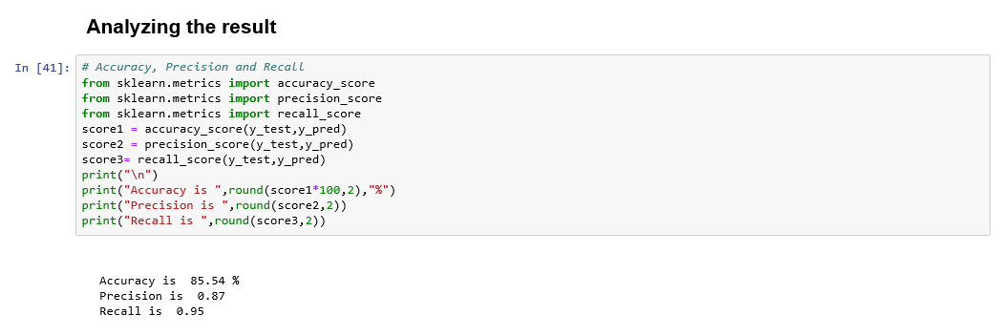 Analyzing the result
In [41]: # Accuracy, Precision and Recall
from sklearn.metrics import accuracy_score
from sklearn.metrics import precision_score
from sklearn.metrics import recall_score
score1 = accuracy_score(y_test,y_pred)
score2 = precision_score(y_test,y_pred)
score3= recall_score(y_test,y_pred)
print("\n")
print("Accuracy is ",round(score1*100,2),"%")
print("Precision is ",round(score2,2))
print("Recall is ",round(score3,2))
Accuracy is  85.54 %
Precision is  0.87
Recall is  0.95